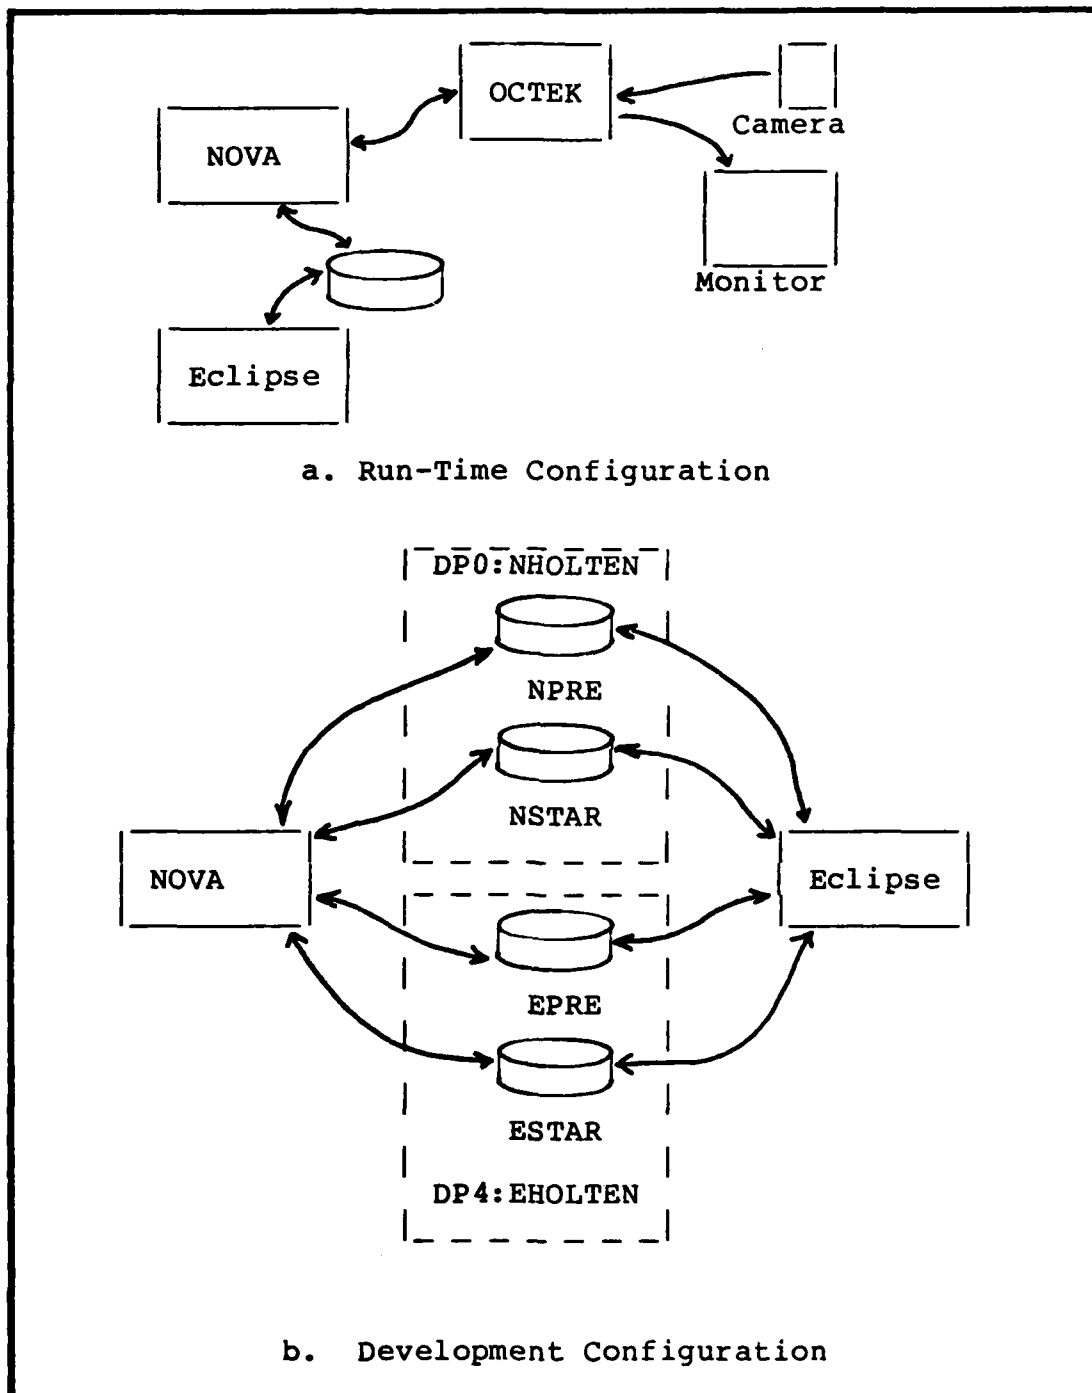 OCTEK
Camera
NOVA
Monitor
Eclipse
a. Run-Time Configuration
DP0:NHOLTEN
NPRE
NSTAR
NOVA
Eclipse
EPRE
ESTAR
DP4:EHOLTEN
b. Development Configuration